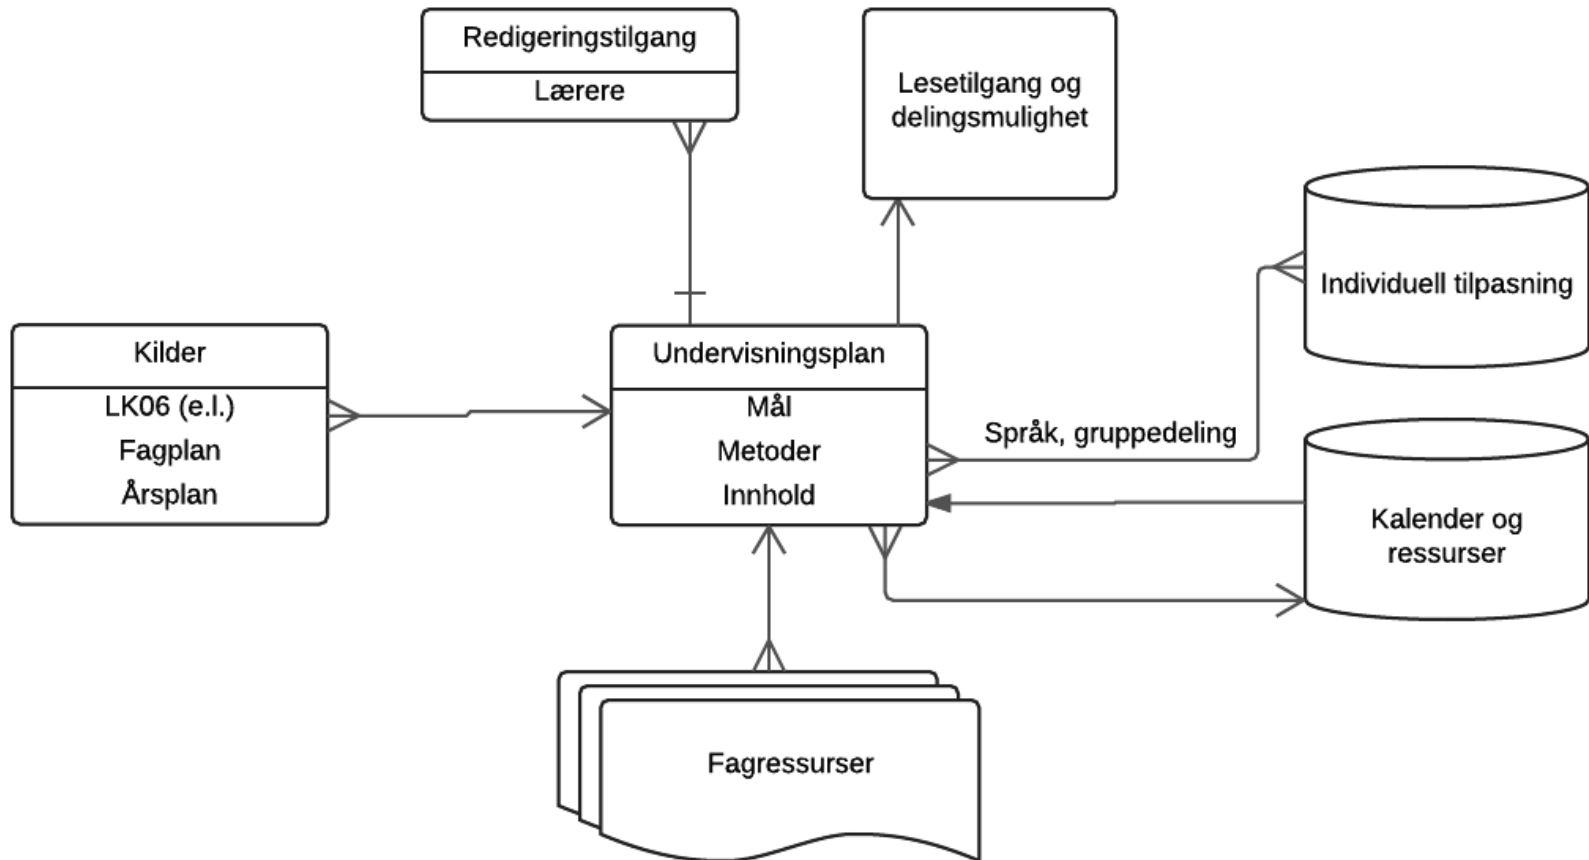 Redigeringstilgang
Lærere
Lesetilgang og
delingsmulighet
Individuell tilpasning
Kilder
LK06 (e.l.)
Fagplan
Årsplan
Undervisningsplan
Mål
Metoder
Innhold
Språk, gruppedeling
Kalender og
ressurser
Fagressurser